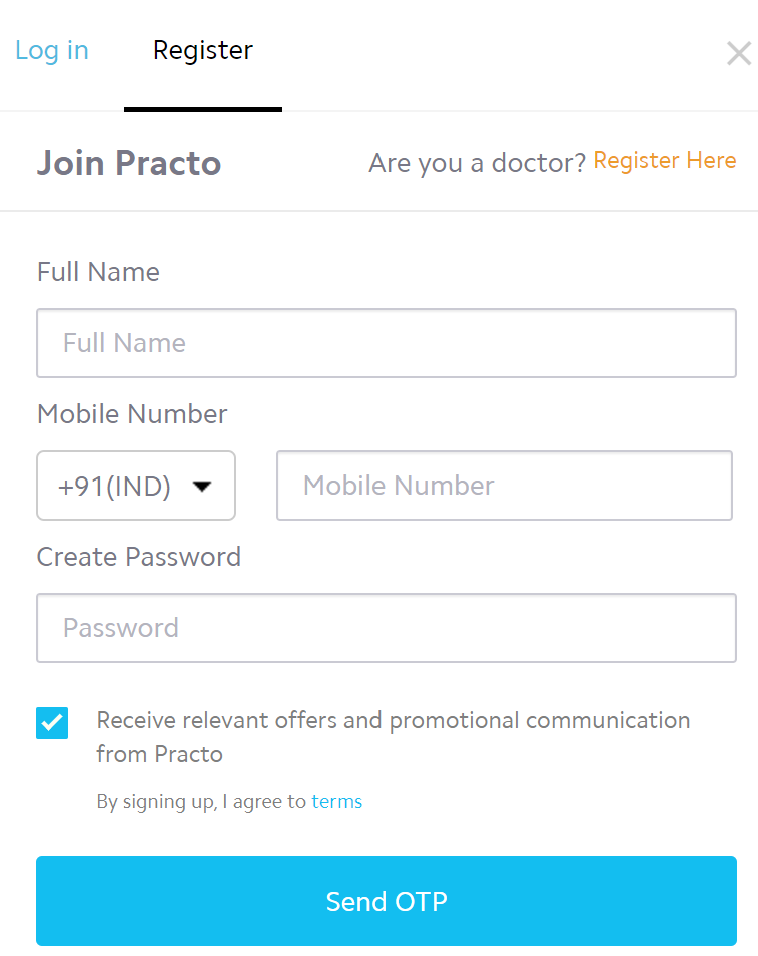 Log in Register
Join Practo Are you a doctor? Register Here
Full Name
Full Name
Mobile Number
+91(IND) Mobile Number
Create Password
Password
Receive relevant offers and promotional communication
from Practo
By signing up, I agree to terms
Send OTP